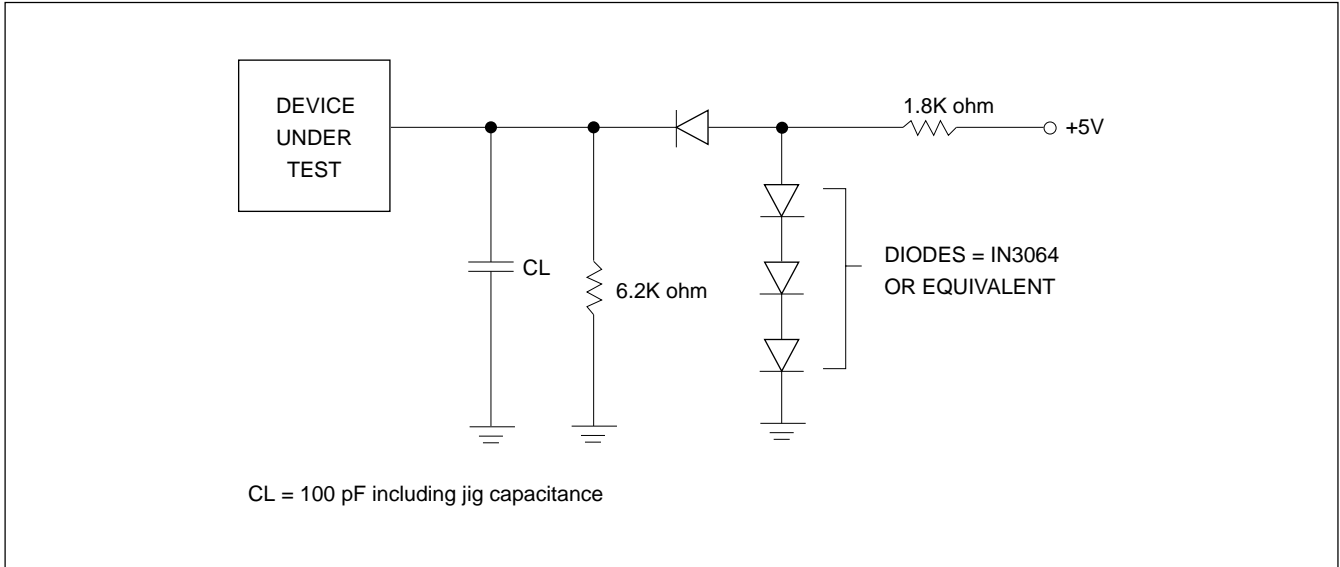 DEVICE
UNDER
TEST
1.8K ohm
+5V
CL
6.2K ohm
DIODES = IN3064
OR EQUIVALENT
CL = 100 pF including jig capacitance